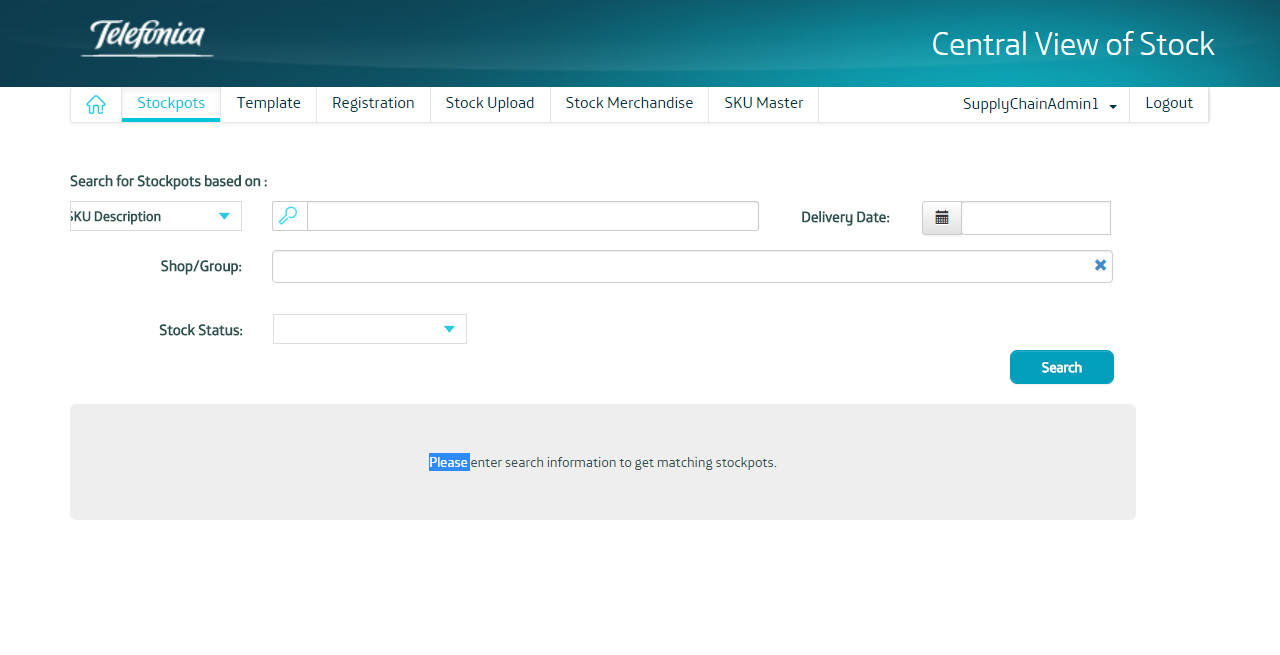 Telefónica
Central View of Stock
Stockpots Template Registration Stock Upload Stock Merchandise SKU Master SupplyChainAdmin1 Logout
Search for Stockpots based on :
SKU Description
Delivery Date:
Shop/Group:
Stock Status:
Search
Please enter search information to get matching stockpots.